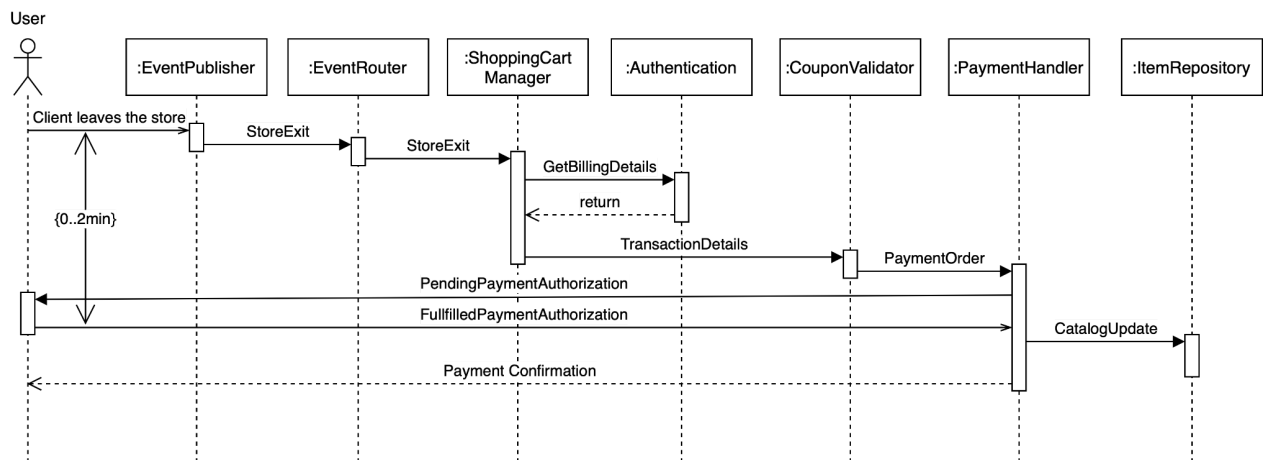 User
:EventPublisher
:EventRouter
:ShoppingCart
Manager
:Authentication
:CouponValidator
:PaymentHandler
:ItemRepository
Client leaves the store
StoreExit
StoreExit
GetBillingDetails
return
{0..2min}
TransactionDetails
PaymentOrder
PendingPaymentAuthorization
FullfilledPaymentAuthorization
CatalogUpdate
Payment Confirmation